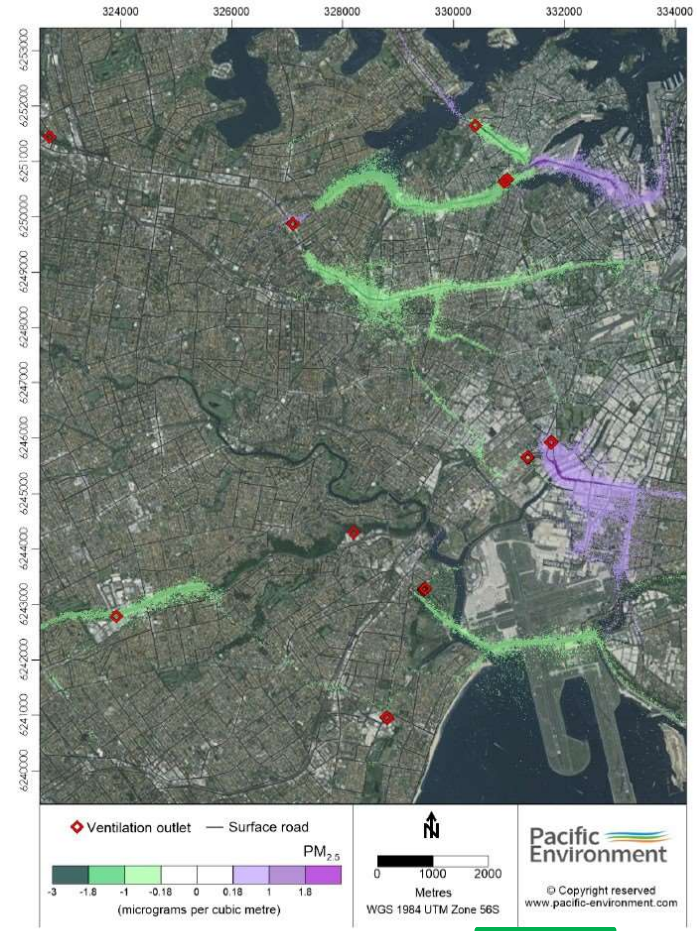 324000 326000 328000 330000 332000 334000
6253000
6252000
6251000
6250000
6249000
6248000
6247000
6246000
6245000
6244000
6243000
6242000
6241000
6240000
Ventilation outlet Surface road
PM2.5
-3 -1.8 -1 -0.18 0 0.18 1 1.8
(micrograms per cubic metre)
N
0 1000 2000
Metres
WGS 1984 UTM Zone 56S
Pacific
Environment
© Copyright reserved
www.pacific-environment.com